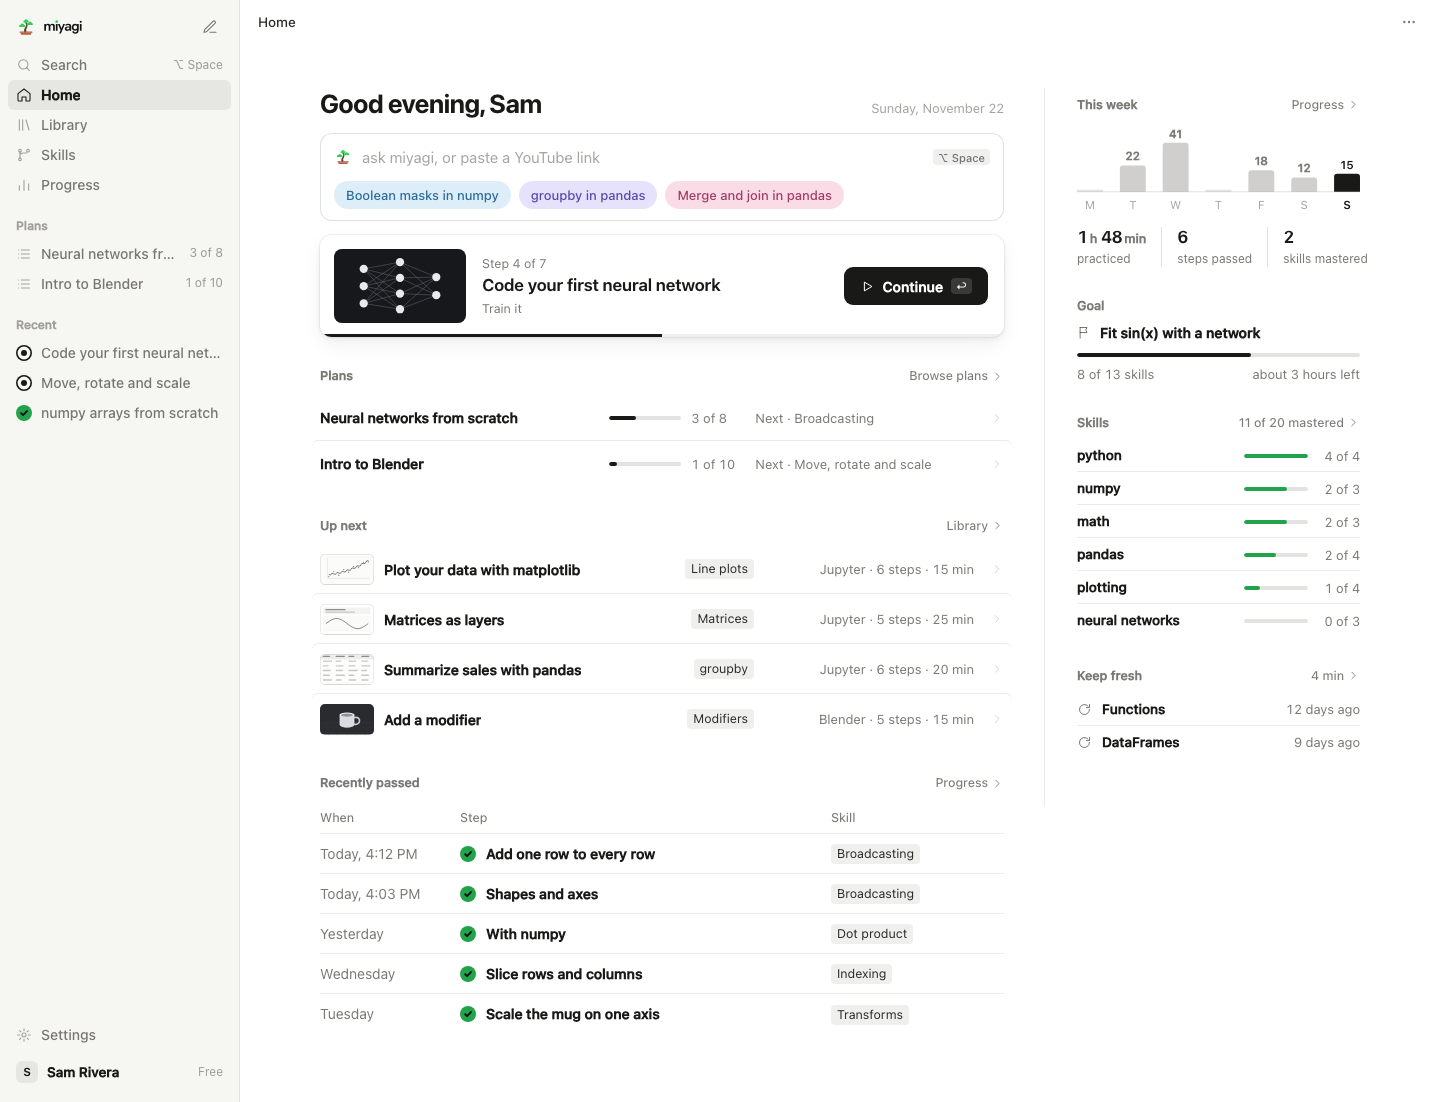 miyagi
Search
⌥ Space
Home
Library
Skills
Progress
Plans
Neural networks fr...
3 of 8
Intro to Blender
1 of 10
Recent
Code your first neural net...
Move, rotate and scale
numpy arrays from scratch
Settings
S
Sam Rivera
Free
Home
Good evening, Sam
Sunday, November 22
ask miyagi, or paste a YouTube link
⌥ Space
Boolean masks in numpy
groupby in pandas
Merge and join in pandas
Step 4 of 7
Code your first neural network
Train it
Continue
Plans
Browse plans
Neural networks from scratch
3 of 8
Next · Broadcasting
Intro to Blender
1 of 10
Next · Move, rotate and scale
Up next
Library
Plot your data with matplotlib
Line plots
Jupyter · 6 steps · 15 min
Matrices as layers
Matrices
Jupyter · 5 steps · 25 min
Summarize sales with pandas
groupby
Jupyter · 6 steps · 20 min
Add a modifier
Modifiers
Blender · 5 steps · 15 min
Recently passed
Progress
When
Step
Skill
Today, 4:12 PM
Add one row to every row
Broadcasting
Today, 4:03 PM
Shapes and axes
Broadcasting
Yesterday
With numpy
Dot product
Wednesday
Slice rows and columns
Indexing
Tuesday
Scale the mug on one axis
Transforms
This week
Progress
22
41
18
12
15
M T W T F S S
1 h 48 min
practiced
6
steps passed
2
skills mastered
Goal
Fit sin(x) with a network
8 of 13 skills
about 3 hours left
Skills
11 of 20 mastered
python
4 of 4
numpy
2 of 3
math
2 of 3
pandas
2 of 4
plotting
1 of 4
neural networks
0 of 3
Keep fresh
4 min
Functions
12 days ago
DataFrames
9 days ago